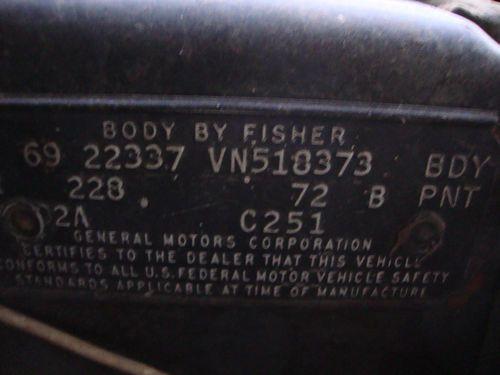 BODY BY FISHER
69 22337 VN518373 BDY
228 72 B PNT
2A C251
GENERAL MOTORS CORPORATION
CERTIFIES TO THE DEALER THAT THIS VEHICLE
CONFORMS TO ALL U.S. FEDERAL MOTOR VEHICLE SAFETY
STANDARDS APPLICABLE AT TIME OF MANUFACTURE